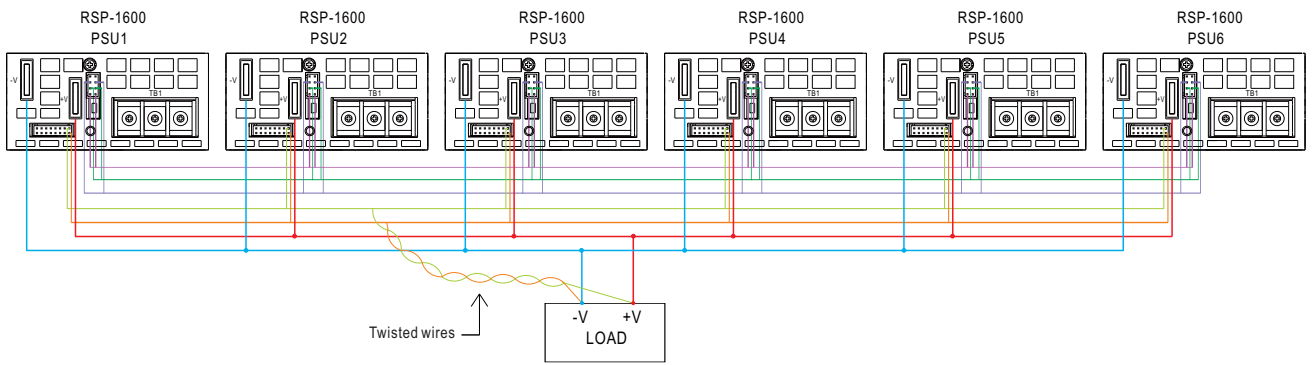 RSP-1600
PSU1
RSP-1600
PSU2
RSP-1600
PSU3
RSP-1600
PSU4
RSP-1600
PSU5
RSP-1600
PSU6
-V
+V
TB1
-V
+V
TB1
-V
+V
TB1
-V
+V
TB1
-V
+V
TB1
-V
+V
TB1
Twisted wires
-V +V
LOAD